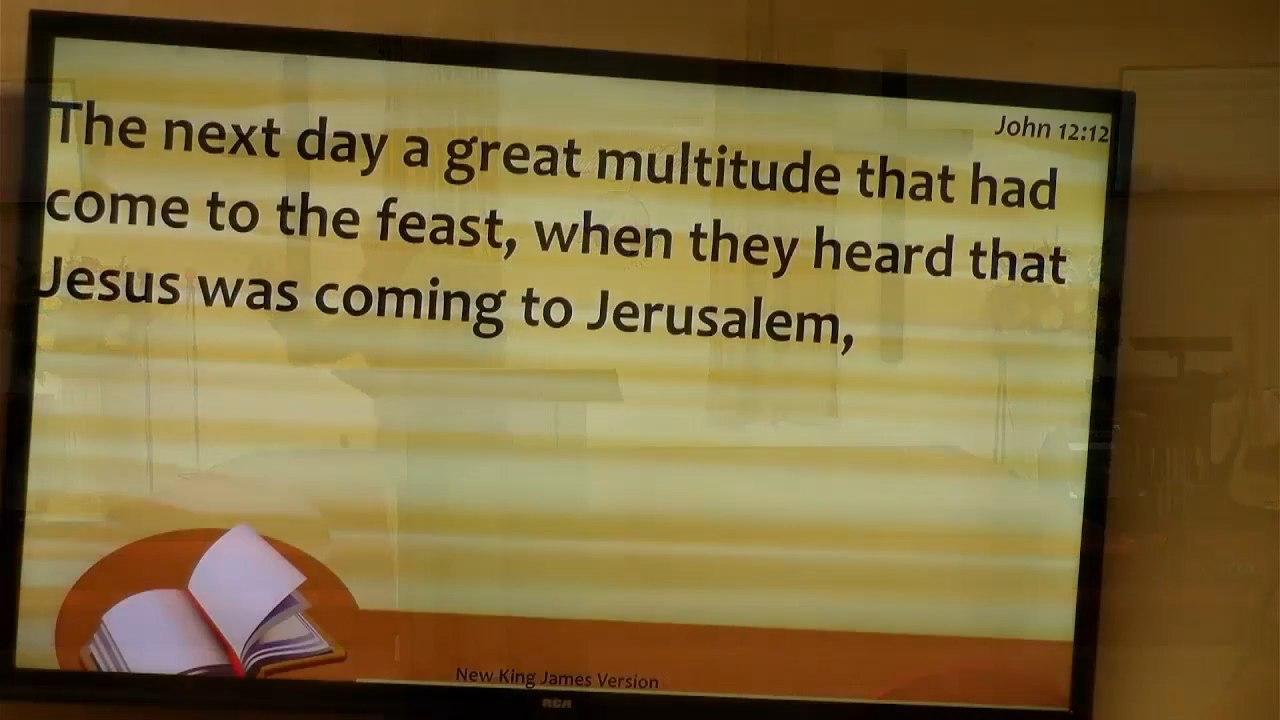 John 12:12
The next day a great multitude that had
come to the feast, when they heard that
Jesus was coming to Jerusalem,
New King James Version
RCA